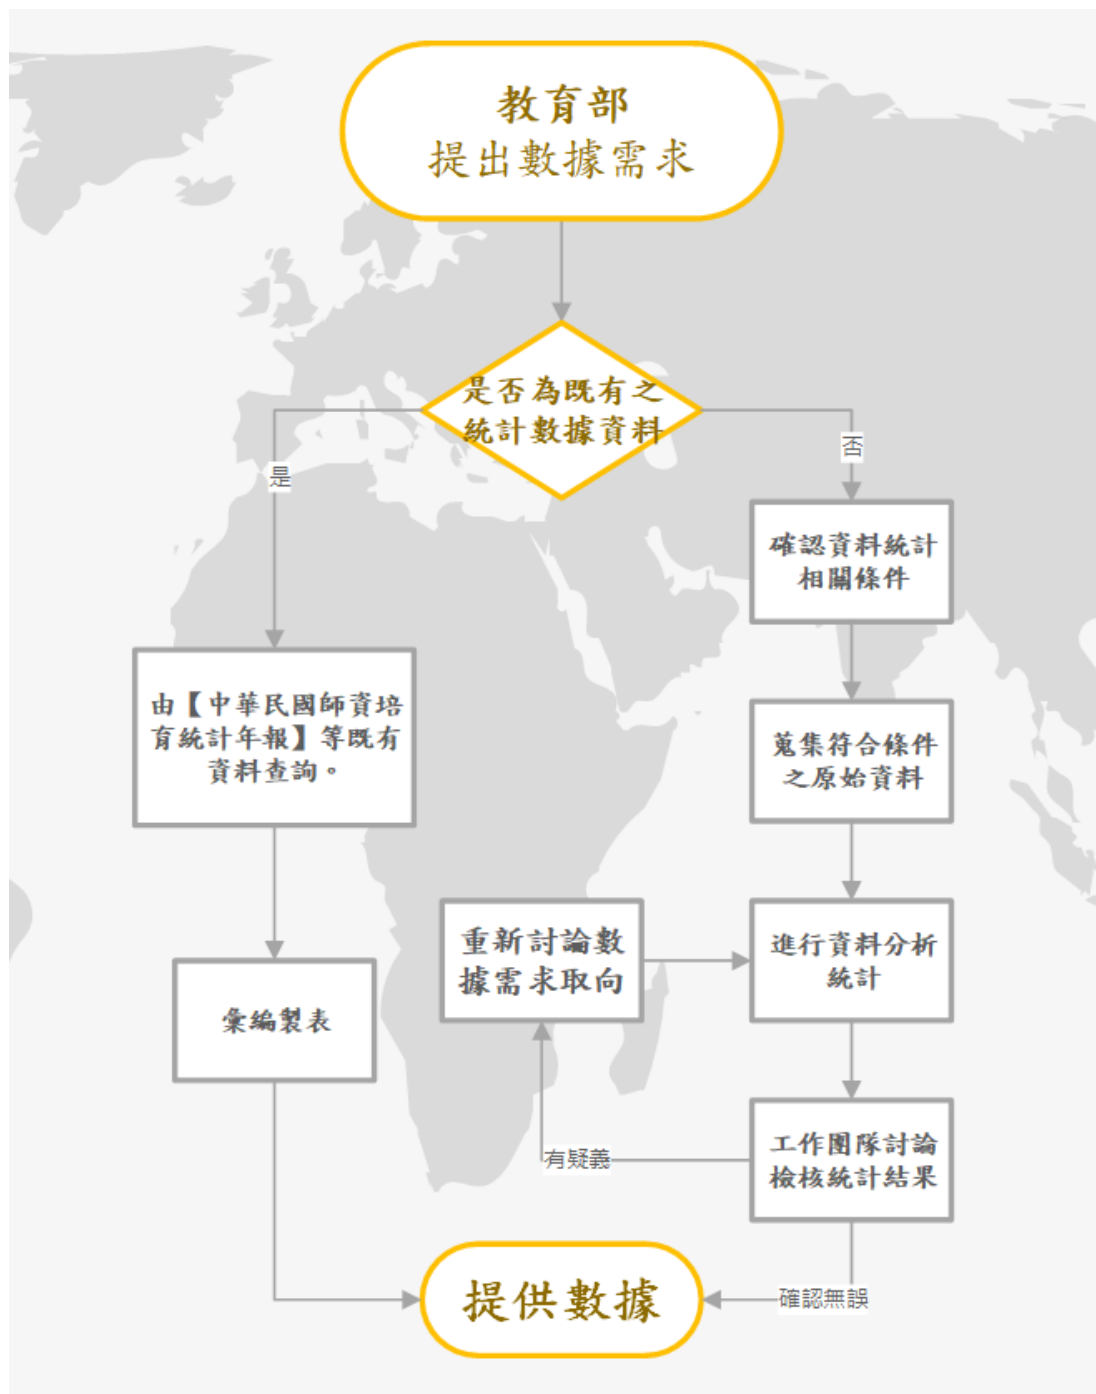 教育部
提出數據需求
是否為既有之
統計數據資料
是
否
確認資料統計
相關條件
由【中華民國師資培
育統計年報】等既有
資料查詢。
蒐集符合條件
之原始資料
重新討論數
據需求取向
進行資料分析
統計
彙編製表
工作團隊討論
檢核統計結果
有疑義
提供數據
確認無誤